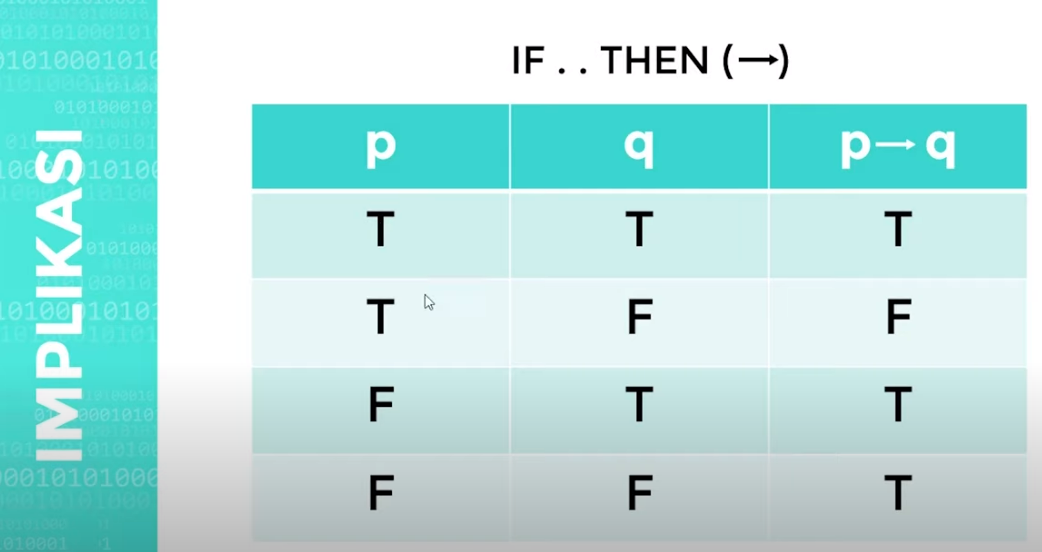 IMPLIKASI
IF . . THEN (→)
p q p→q
T T T
T F F
F T T
F F T